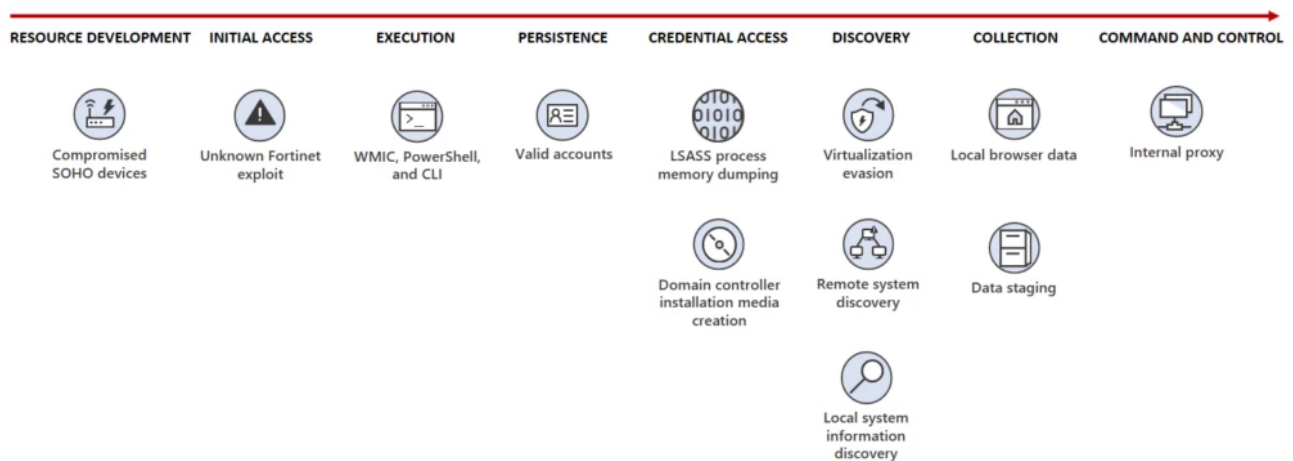 RESOURCE DEVELOPMENT INITIAL ACCESS EXECUTION PERSISTENCE CREDENTIAL ACCESS DISCOVERY COLLECTION COMMAND AND CONTROL
Compromised
SOHO devices
Unknown Fortinet
exploit
WMIC, PowerShell,
and CLI
Valid accounts
LSASS process
memory dumping
Domain controller
installation media
creation
Virtualization
evasion
Remote system
discovery
Local system
information
discovery
Local browser data
Data staging
Internal proxy